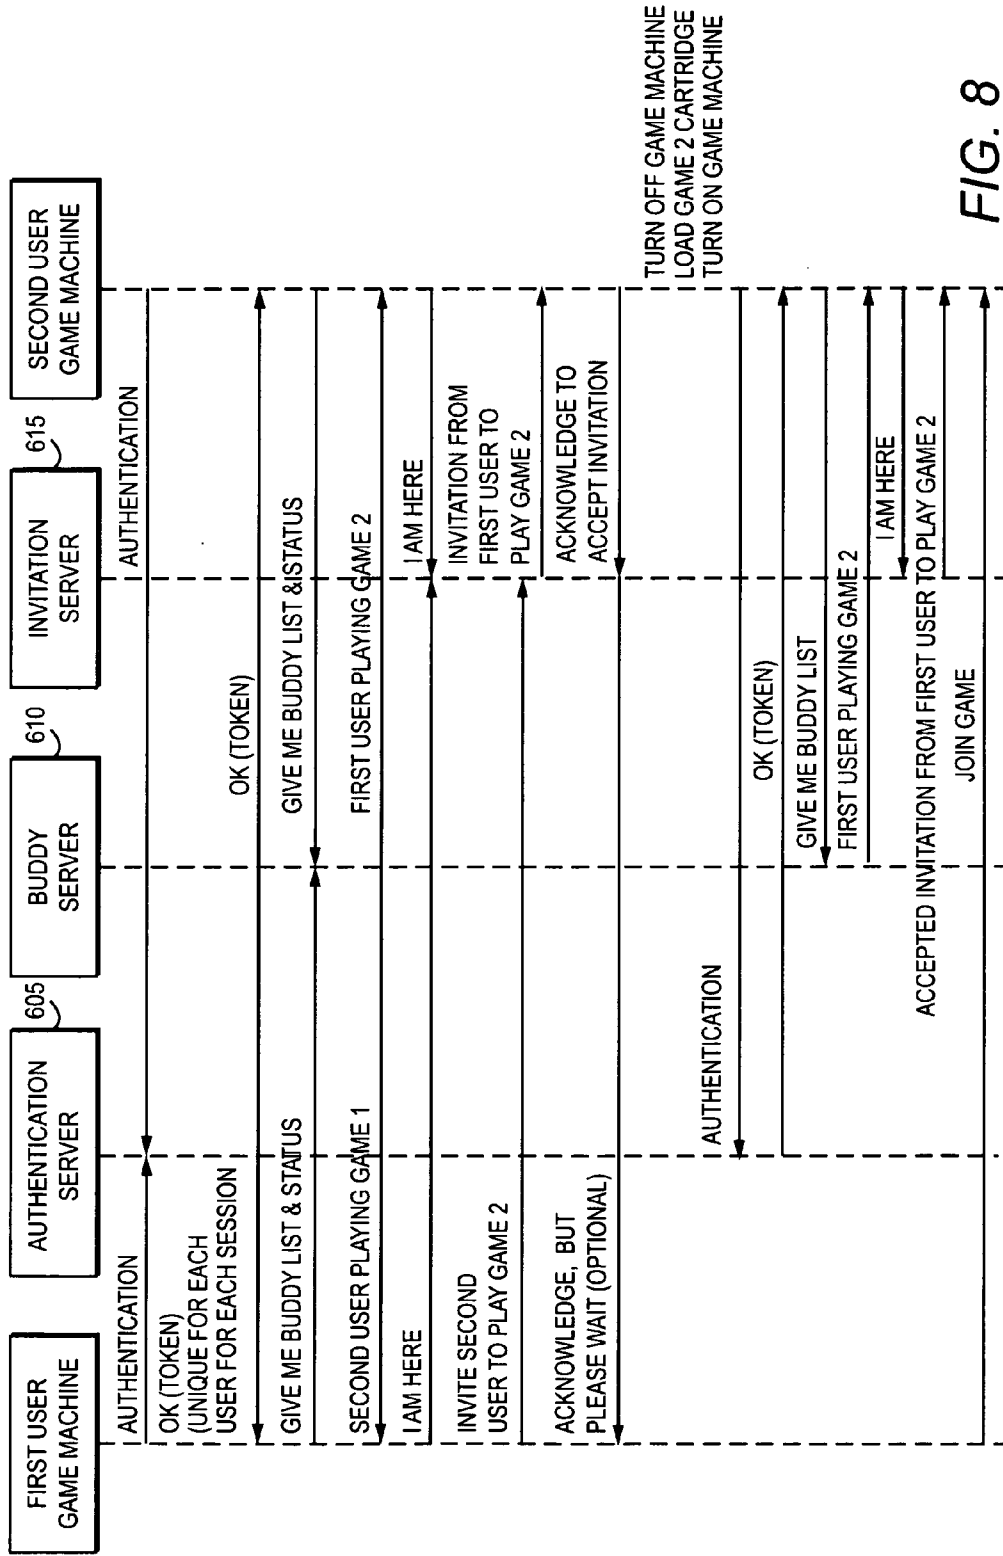 FIRST USER
GAME MACHINE
AUTHENTICATION
SERVER
605
BUDDY
SERVER
610
INVITATION
SERVER
615
SECOND USER
GAME MACHINE
AUTHENTICATION
AUTHENTICATION
OK (TOKEN)
(UNIQUE FOR EACH
USER FOR EACH SESSION
OK (TOKEN)
GIVE ME BUDDY LIST & STATUS
GIVE ME BUDDY LIST &STATUS
SECOND USER PLAYING GAME 1
FIRST USER PLAYING GAME 2
I AM HERE
I AM HERE
INVITE SECOND
USER TO PLAY GAME 2
INVITATION FROM
FIRST USER TO
PLAY GAME 2
ACKNOWLEDGE, BUT
PLEASE WAIT (OPTIONAL)
ACKNOWLEDGE TO
ACCEPT INVITATION
TURN OFF GAME MACHINE
LOAD GAME 2 CARTRIDGE
TURN ON GAME MACHINE
AUTHENTICATION
OK (TOKEN)
GIVE ME BUDDY LIST
FIRST USER PLAYING GAME 2
I AM HERE
ACCEPTED INVITATION FROM FIRST USER TO PLAY GAME 2
JOIN GAME
FIG. 8